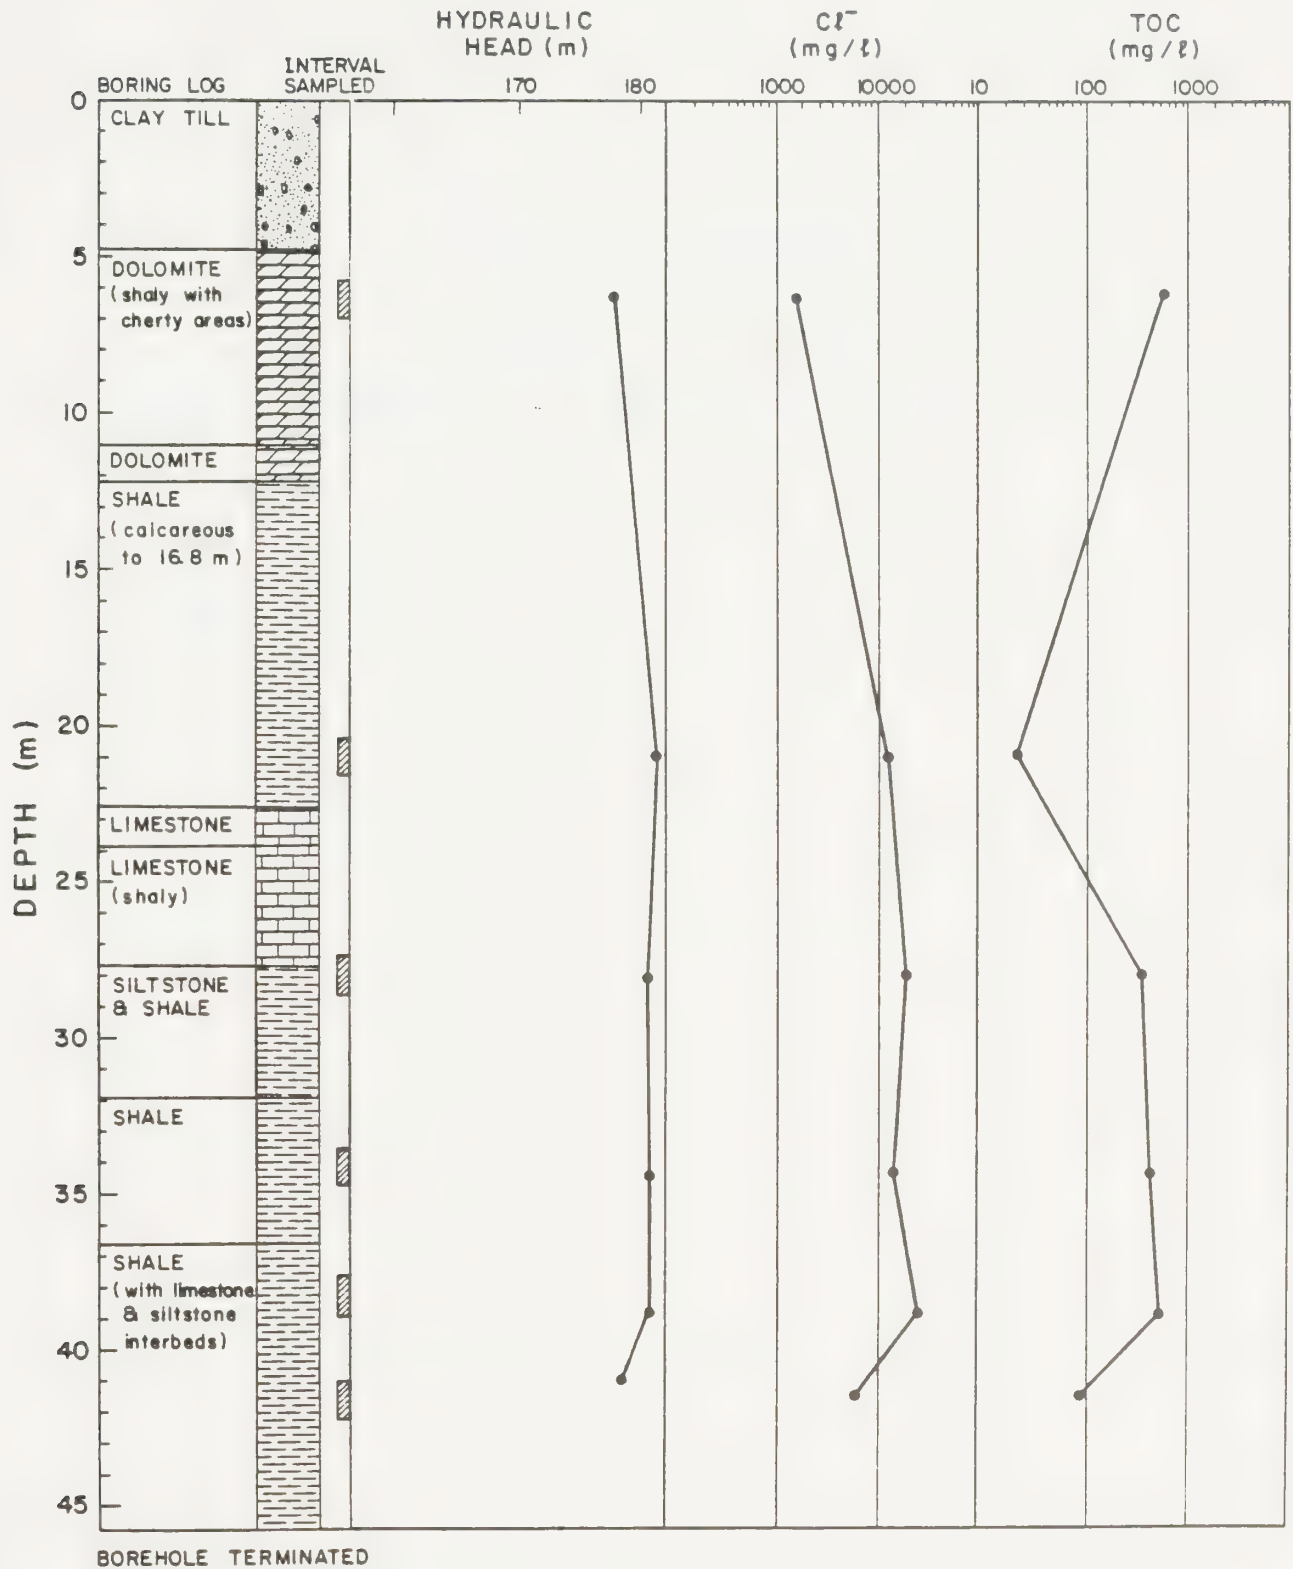 HYDRAULIC
HEAD (m)
Cℓ⁻
(mg/ℓ)
TOC
(mg/ℓ)
BORING LOG
INTERVAL
SAMPLED
170
180
1000
10000
10
100
1000
0
CLAY TILL
5
DOLOMITE
(shaly with
cherty areas)
10
DOLOMITE
SHALE
(calcareous
to 16.8 m)
15
20
DEPTH (m)
LIMESTONE
LIMESTONE
(shaly)
25
SILTSTONE
& SHALE
30
SHALE
35
SHALE
(with limestone
& siltstone
interbeds)
40
45
BOREHOLE TERMINATED